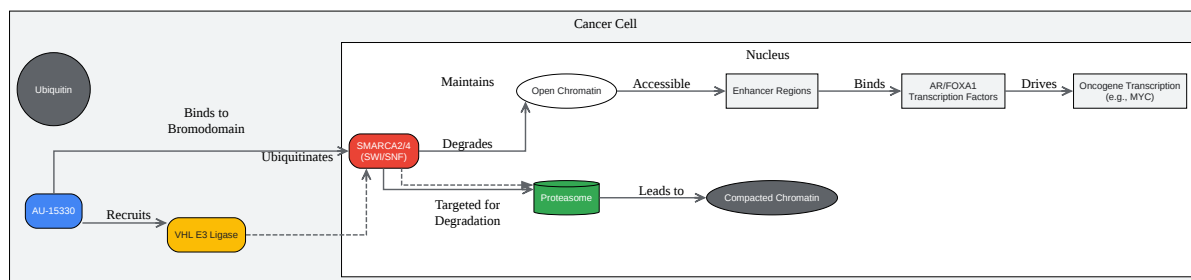 Cancer Cell
Nucleus
Ubiquitin
Maintains
Open Chromatin
Accessible
Enhancer Regions
Binds
AR/FOXA1
Transcription Factors
Drives
Oncogene Transcription
(e.g., MYC)
Binds to
Bromodomain
Ubiquitinates
SMARCA2/4
(SWI/SNF)
Degrades
AU-15330
Recruits
VHL E3 Ligase
Targeted for
Degradation
Proteasome
Leads to
Compacted Chromatin